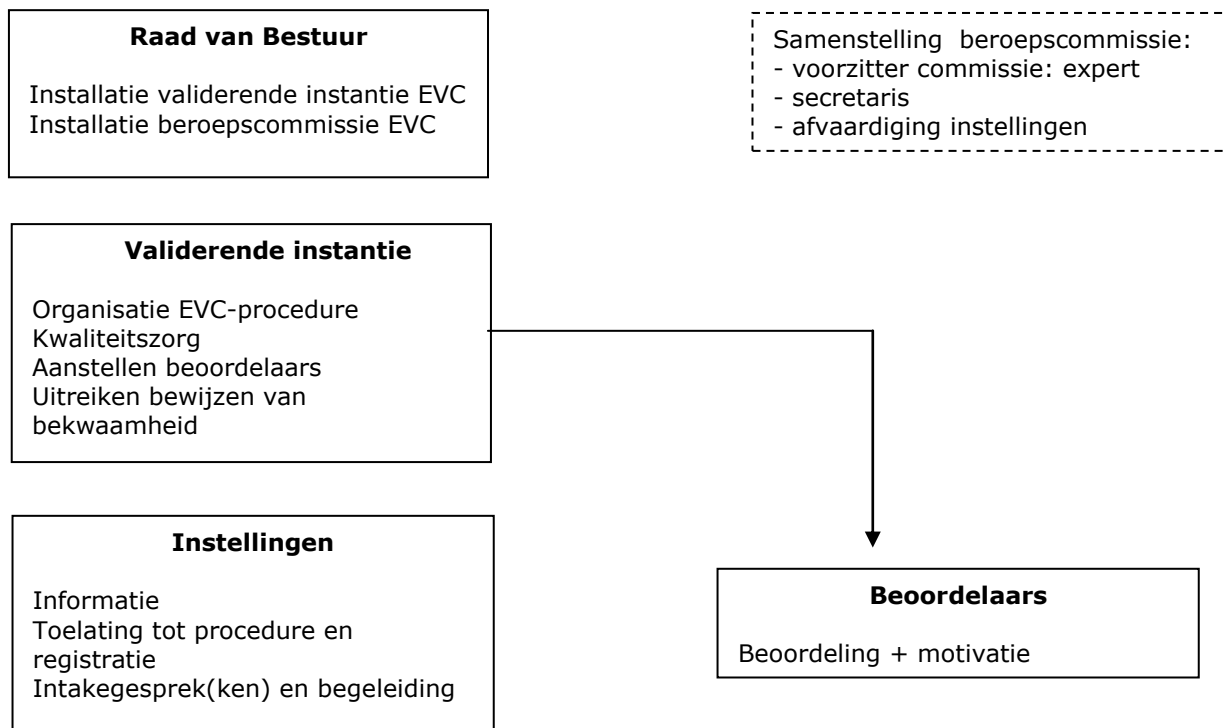 Raad van Bestuur
Installatie validerende instantie EVC
Installatie beroepscommissie EVC
Samenstelling beroepscommissie:
- voorzitter commissie: expert
- secretaris
- afvaardiging instellingen
Validerende instantie
Organisatie EVC-procedure
Kwaliteitszorg
Aanstellen beoordelaars
Uitreiken bewijzen van
bekwaamheid
Instellingen
Informatie
Toelating tot procedure en
registratie
Intakegesprek(ken) en begeleiding
Beoordelaars
Beoordeling + motivatie